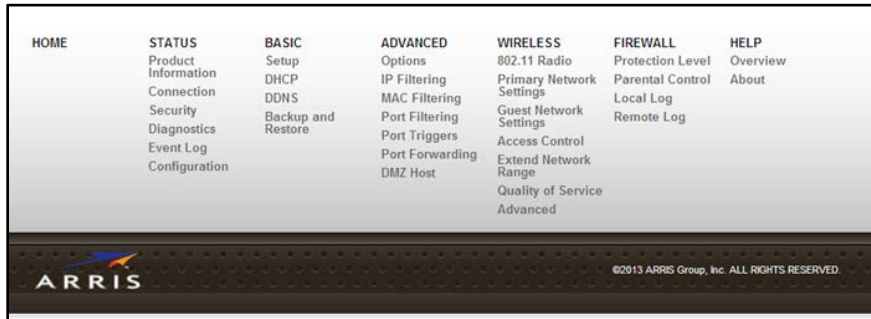 HOME
STATUS
Product
Information
Connection
Security
Diagnostics
Event Log
Configuration
BASIC
Setup
DHCP
DDNS
Backup and
Restore
ADVANCED
Options
IP Filtering
MAC Filtering
Port Filtering
Port Triggers
Port Forwarding
DMZ Host
WIRELESS
802.11 Radio
Primary Network
Settings
Guest Network
Settings
Access Control
Extend Network
Range
Quality of Service
Advanced
FIREWALL
Protection Level
Parental Control
Local Log
Remote Log
HELP
Overview
About
ARRIS
©2013 ARRIS Group, Inc. ALL RIGHTS RESERVED.